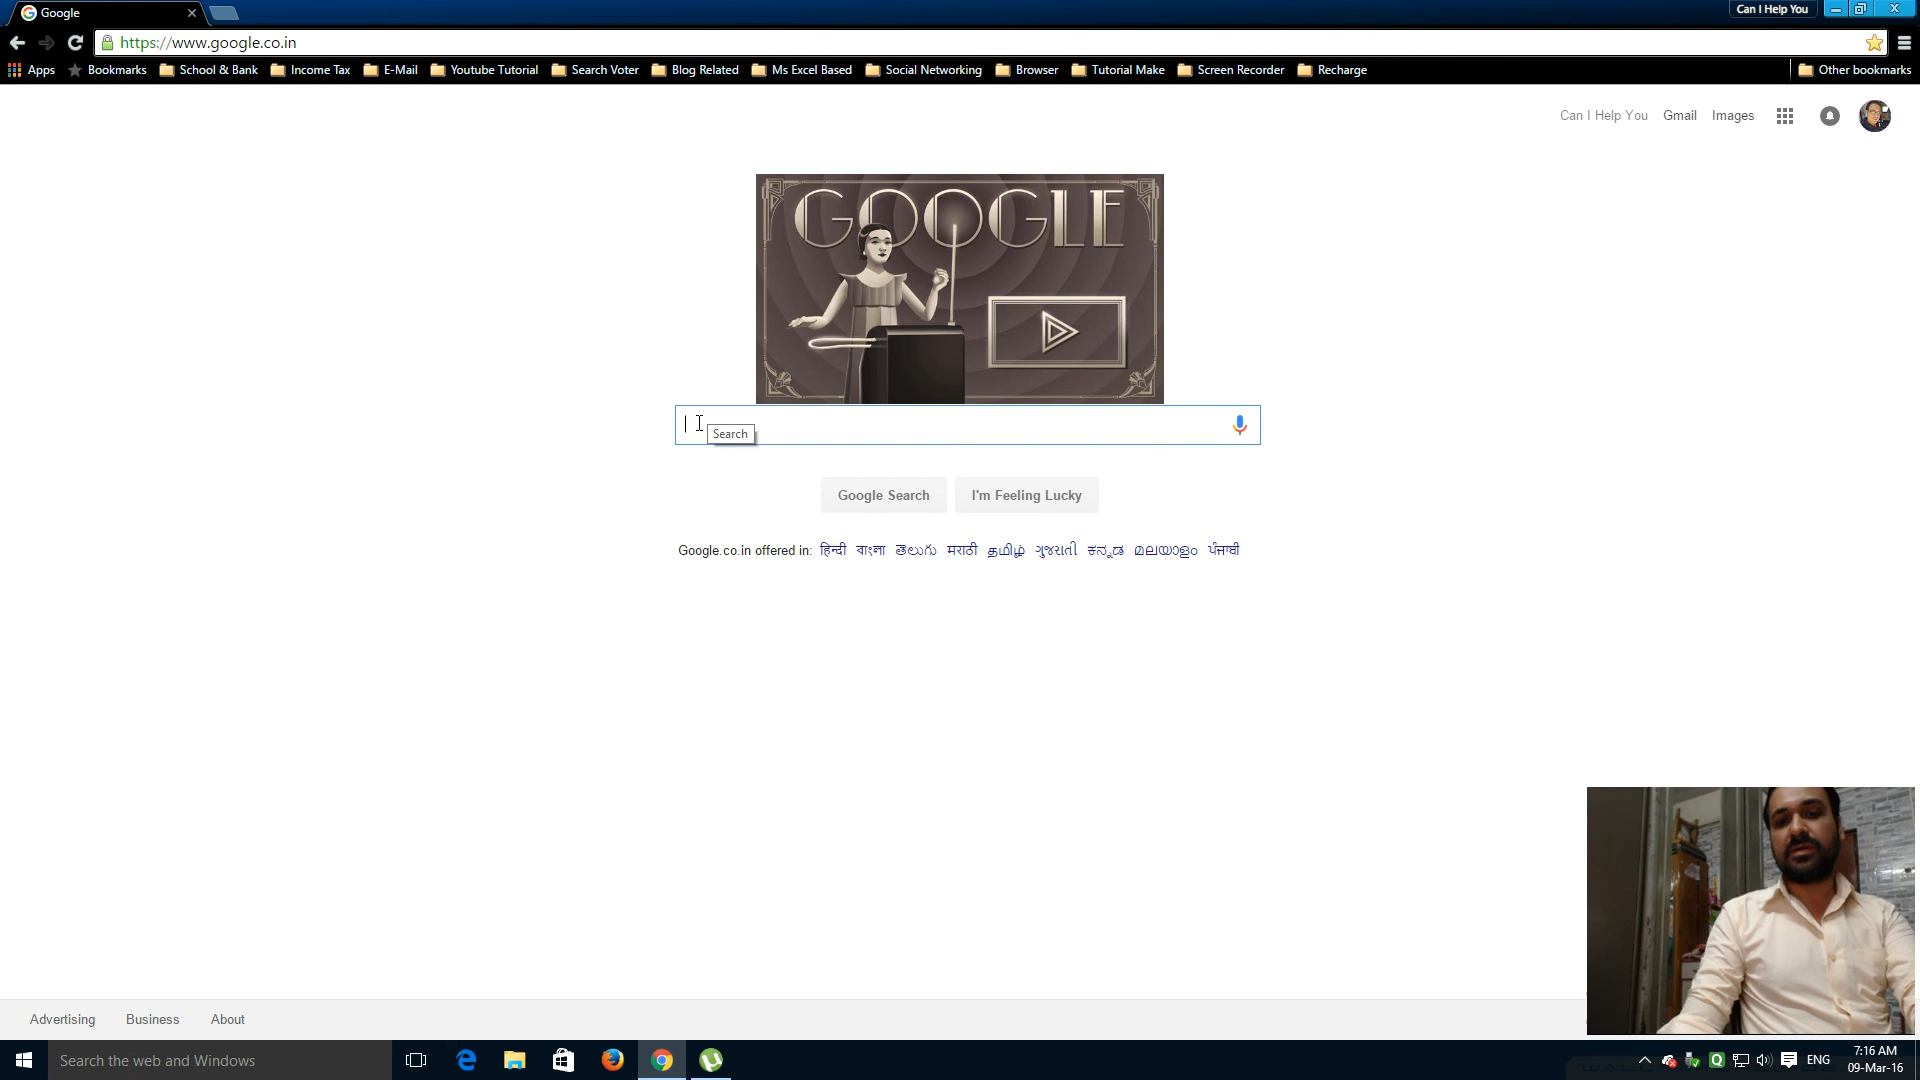 Google
Can I Help You
https://www.google.co.in
Apps Bookmarks School & Bank Income Tax E-Mail Youtube Tutorial Search Voter Blog Related Ms Excel Based Social Networking Browser Tutorial Make Screen Recorder Recharge Other bookmarks
Can I Help You Gmail Images
GOOGLE
Search
Google Search I'm Feeling Lucky
Google.co.in offered in: हिन्दी বাংলা తెలుగు मराठी தமிழ் ગુજરાતી ಕನ್ನಡ മലയാളം ਪੰਜਾਬੀ
Advertising Business About
Search the web and Windows
ENG
7:16 AM
09-Mar-16